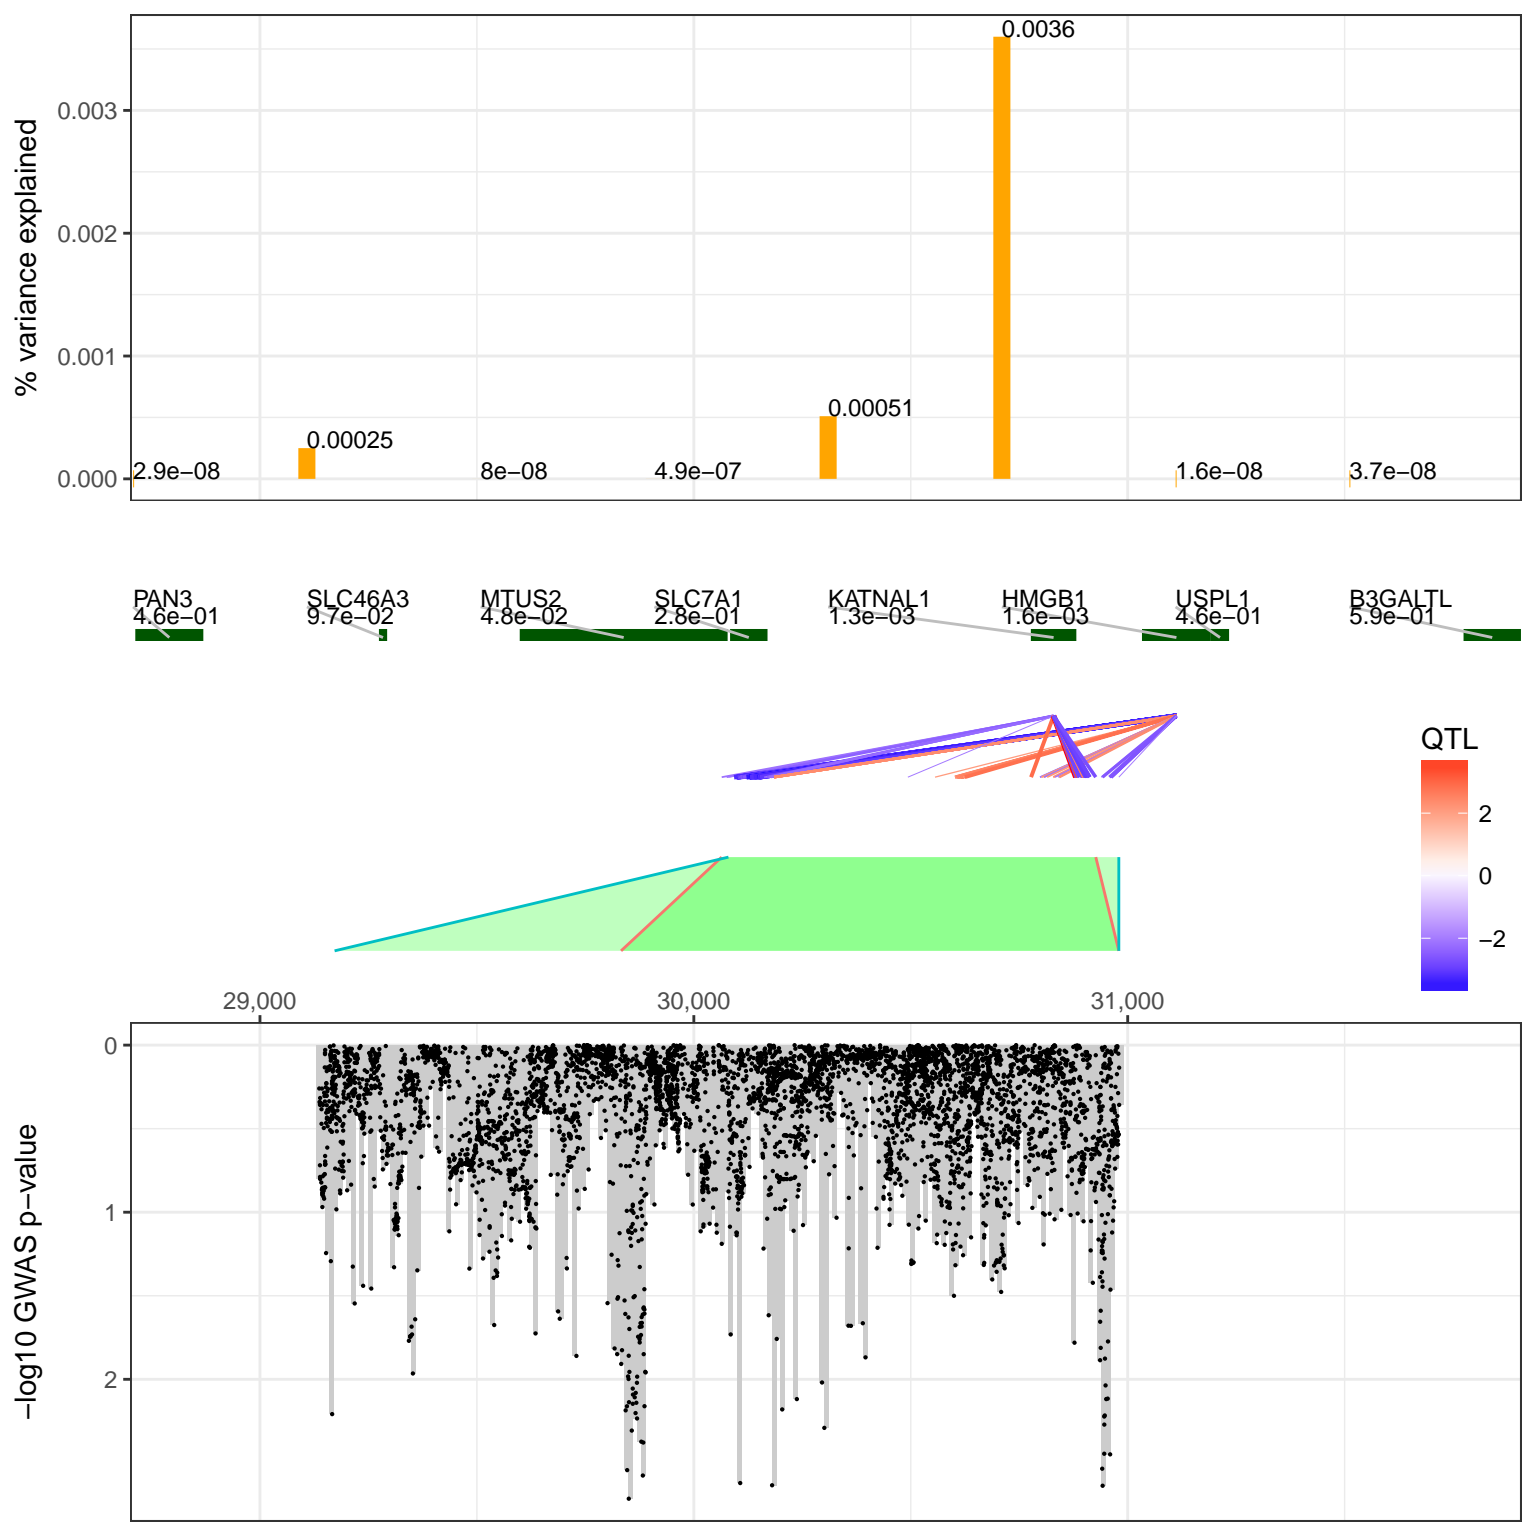 % variance explained
0.003
0.002
0.001
0.000
0.0036
0.00051
0.00025
2.9e−08
8e−08
4.9e−07
1.6e−08
3.7e−08
PAN3 SLC46A3 MTUS2 SLC7A1 KATNAL1 HMGB1 USPL1 B3GALTL
4.6e−01 9.7e−02 4.8e−02 2.8e−01 1.3e−03 1.6e−03 4.6e−01 5.9e−01
QTL
2
0
−2
29,000 30,000 31,000
−log10 GWAS p−value
0
1
2